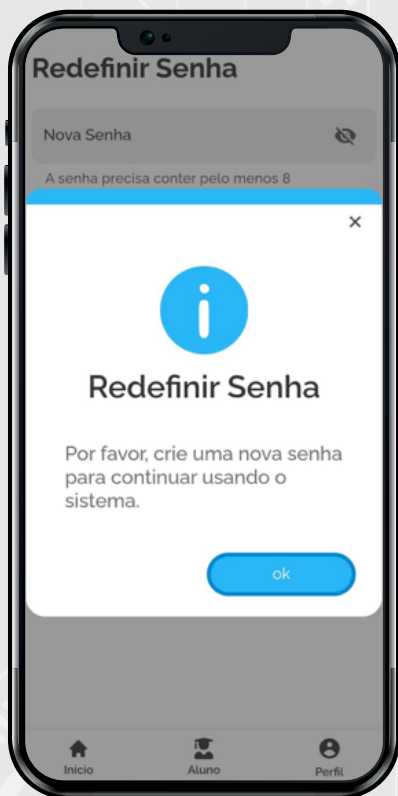 Redefinir Senha
Nova Senha
A senha precisa conter pelo menos 8
×
i
Redefinir Senha
Por favor, crie uma nova senha
para continuar usando o
sistema.
ok
Inicio
Aluno
Perfil